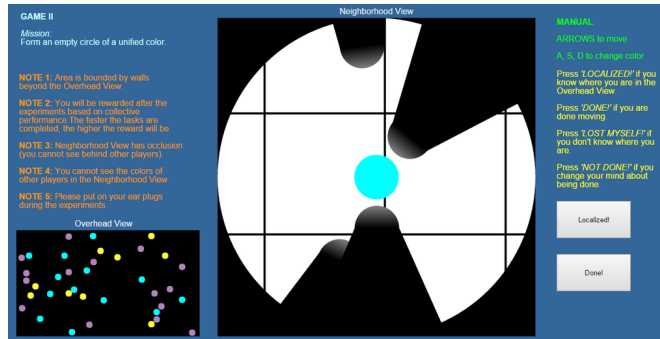 GAME II
Mission:
Form an empty circle of a unified color.
NOTE 1: Area is bounded by walls
beyond the Overhead View.
NOTE 2: You will be rewarded after the
experiments based on collective
performance.The faster the tasks are
completed, the higher the reward will be.
NOTE 3: Neighborhood View has occlusion
(you cannot see behind other players).
NOTE 4: You cannot see the colors of
other players in the Neighborhood View.
NOTE 5: Please put on your ear plugs
during the experiments.
Overhead View
Neighborhood View
MANUAL
ARROWS to move
A, S, D to change color
Press 'LOCALIZED!' if you
know where you are in the
Overhead View.
Press 'DONE!' if you are
done moving.
Press 'LOST MYSELF!' if
you don't know where you
are.
Press 'NOT DONE!' if you
change your mind about
being done.
Localized!
Done!